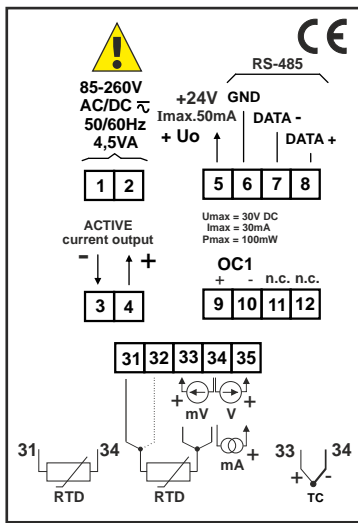 CE
RS-485
85-260V
AC/DC
50/60Hz
4,5VA
+24V
Imax.50mA
+ Uo
GND
DATA -
DATA +
1 2
5 6 7 8
Umax = 30V DC
Imax = 30mA
Pmax = 100mW
ACTIVE
current output
- +
3 4
OC1
+ - n.c. n.c.
9 10 11 12
31 32 33 34 35
+ +
mV V
+
mA
31 34
RTD
RTD
33 34
+ -
TC